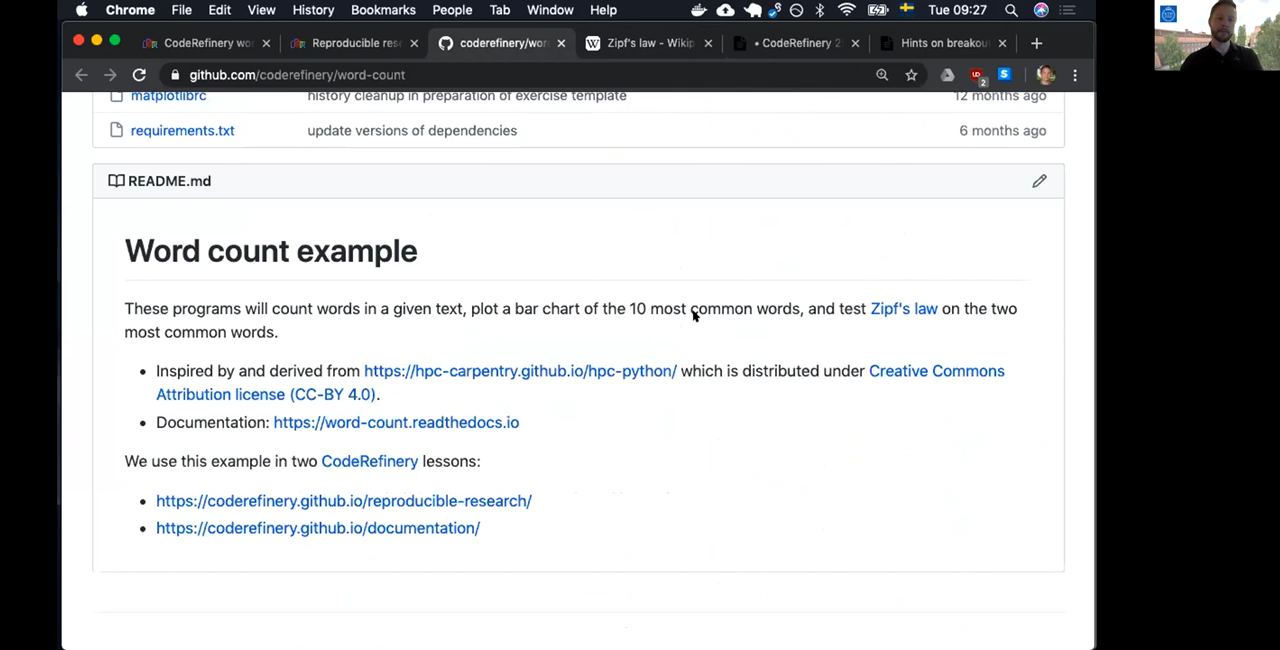 Chrome File Edit View History Bookmarks People Tab Window Help Tue 09:27
CodeRefinery wo Reproducible res coderefinery/wor Zipf's law - Wikip • CodeRefinery 2 Hints on breakou
github.com/coderefinery/word-count
matplotlibrc history cleanup in preparation of exercise template 12 months ago
requirements.txt update versions of dependencies 6 months ago
README.md
Word count example
These programs will count words in a given text, plot a bar chart of the 10 most common words, and test Zipf's law on the two
most common words.
• Inspired by and derived from https://hpc-carpentry.github.io/hpc-python/ which is distributed under Creative Commons
Attribution license (CC-BY 4.0).
• Documentation: https://word-count.readthedocs.io
We use this example in two CodeRefinery lessons:
• https://coderefinery.github.io/reproducible-research/
• https://coderefinery.github.io/documentation/